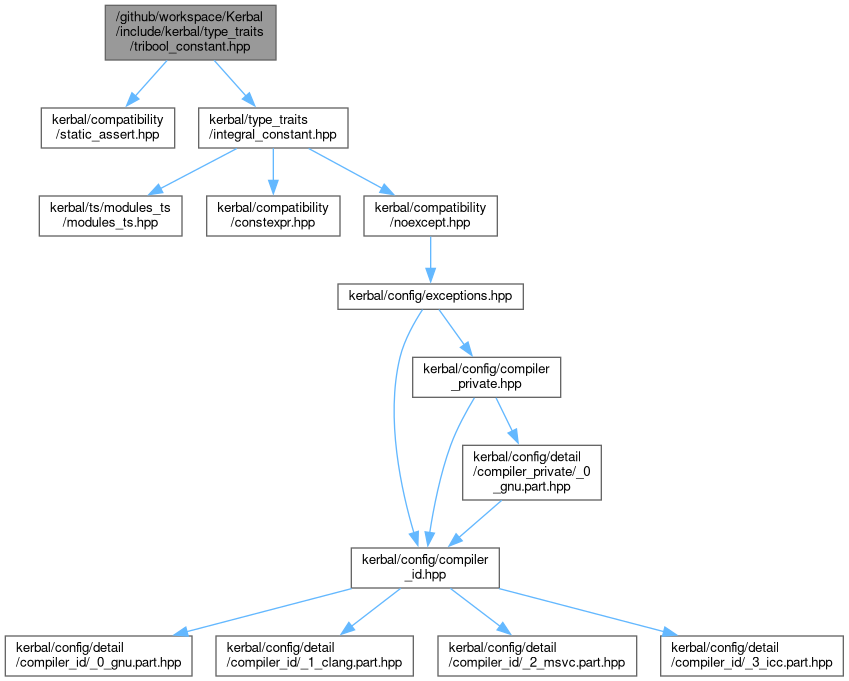 /github/workspace/Kerbal
/include/kerbal/type_traits
/tribool_constant.hpp
kerbal/compatibility
/static_assert.hpp
kerbal/type_traits
/integral_constant.hpp
kerbal/ts/modules_ts
/modules_ts.hpp
kerbal/compatibility
/constexpr.hpp
kerbal/compatibility
/noexcept.hpp
kerbal/config/exceptions.hpp
kerbal/config/compiler
_private.hpp
kerbal/config/detail
/compiler_private/_0
_gnu.part.hpp
kerbal/config/compiler
_id.hpp
kerbal/config/detail
/compiler_id/_0_gnu.part.hpp
kerbal/config/detail
/compiler_id/_1_clang.part.hpp
kerbal/config/detail
/compiler_id/_2_msvc.part.hpp
kerbal/config/detail
/compiler_id/_3_icc.part.hpp